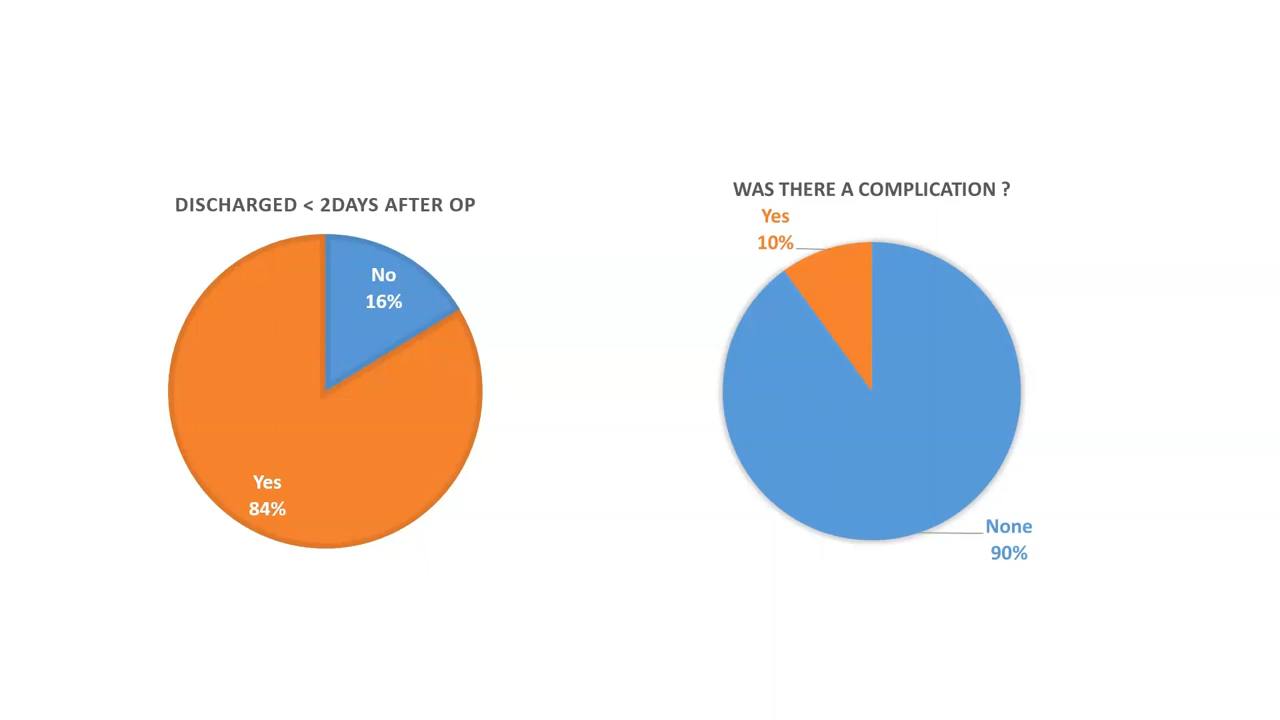 DISCHARGED < 2DAYS AFTER OP
No
16%
Yes
84%
WAS THERE A COMPLICATION ?
Yes
10%
None
90%